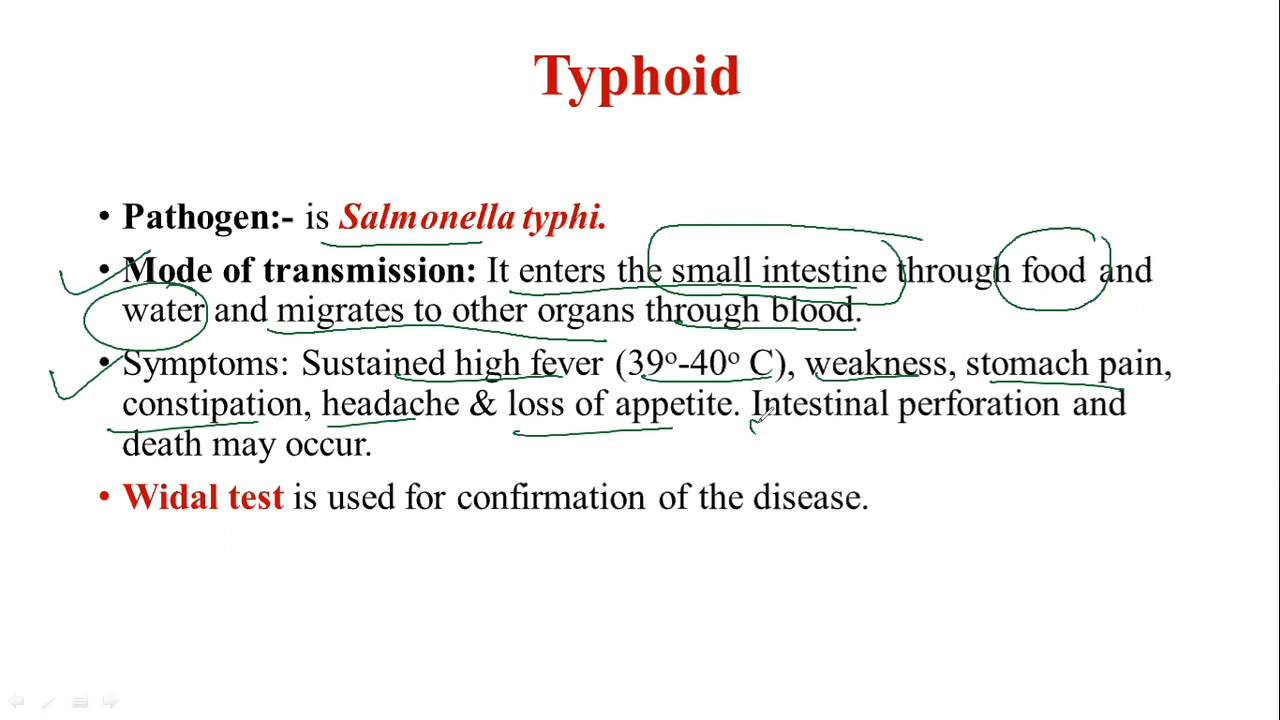 Typhoid
• Pathogen:- is Salmonella typhi.
• Mode of transmission: It enters the small intestine through food and
water and migrates to other organs through blood.
• Symptoms: Sustained high fever (39º-40º C), weakness, stomach pain,
constipation, headache & loss of appetite. Intestinal perforation and
death may occur.
• Widal test is used for confirmation of the disease.